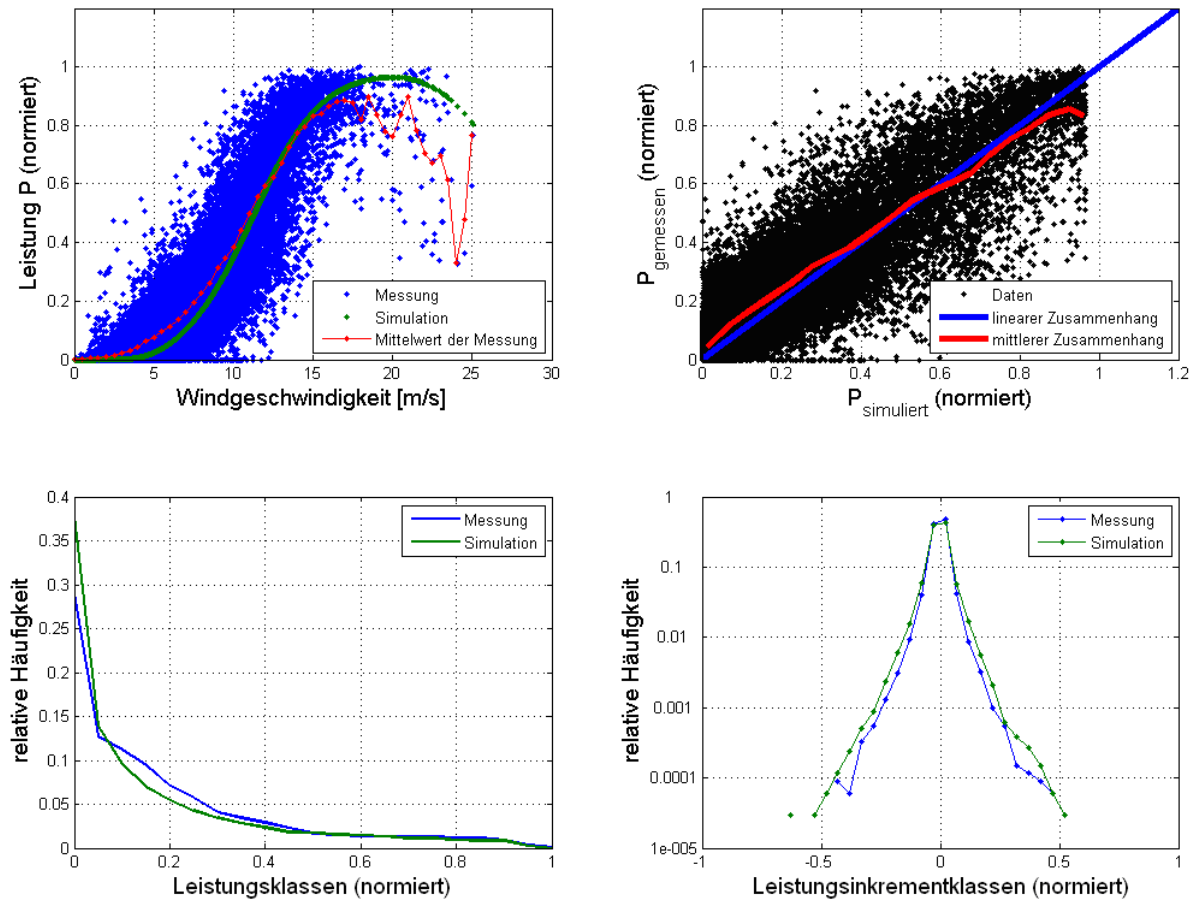 Leistung P (normiert)
1
0.8
0.6
0.4
0.2
0
0
5
10
15
20
25
30
Windgeschwindigkeit [m/s]
Messung
Simulation
Mittelwert der Messung
P gemessen (normiert)
1
0.8
0.6
0.4
0.2
0
0
0.2
0.4
0.6
0.8
1
1.2
P simuliert (normiert)
Daten
linearer Zusammenhang
mittlerer Zusammenhang
relative Häufigkeit
0.4
0.35
0.3
0.25
0.2
0.15
0.1
0.05
0
0
0.2
0.4
0.6
0.8
1
Leistungsklassen (normiert)
Messung
Simulation
relative Häufigkeit
1
0.1
0.01
0.001
0.0001
1e-005
-1
-0.5
0
0.5
1
Leistungsinkrementklassen (normiert)
Messung
Simulation